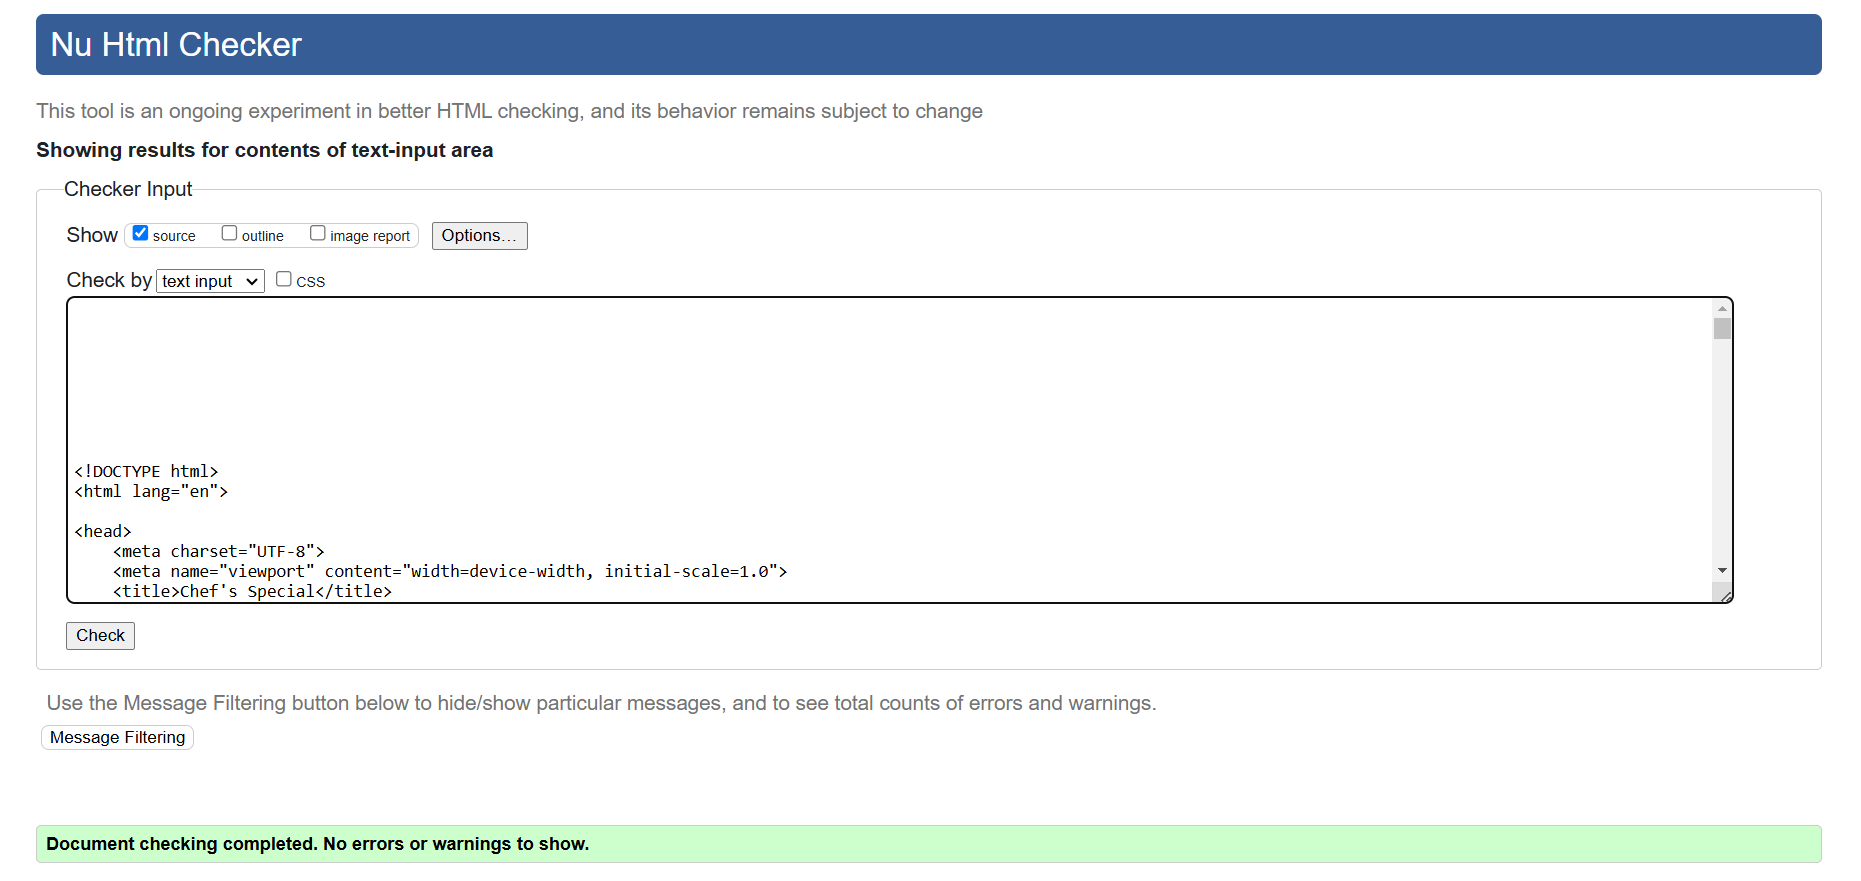 Nu Html Checker
This tool is an ongoing experiment in better HTML checking, and its behavior remains subject to change
Showing results for contents of text-input area
Checker Input
Show source outline image report Options...
Check by text input CSS
<!DOCTYPE html>
<html lang="en">
<head>
<meta charset="UTF-8">
<meta name="viewport" content="width=device-width, initial-scale=1.0">
<title>Chef's Special</title>
Check
Use the Message Filtering button below to hide/show particular messages, and to see total counts of errors and warnings.
Message Filtering
Document checking completed. No errors or warnings to show.